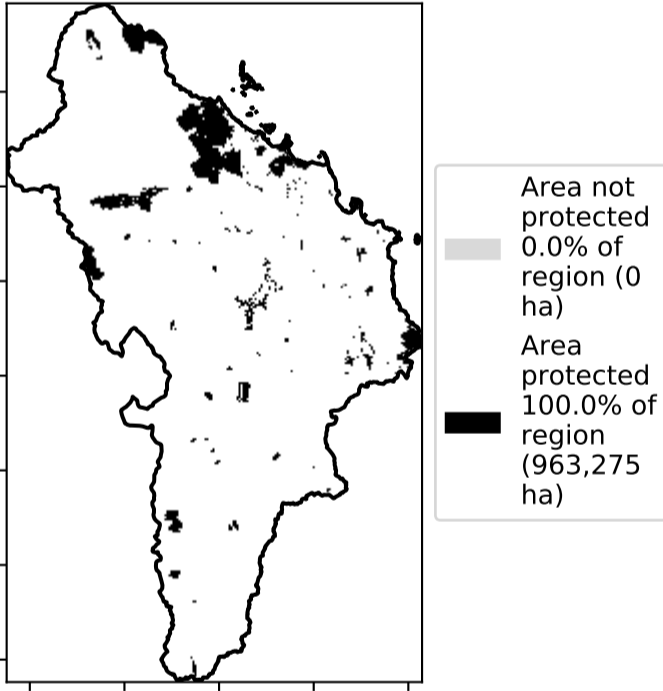 Area not
protected
0.0% of
region (0
ha)
Area
protected
100.0% of
region
(963,275
ha)